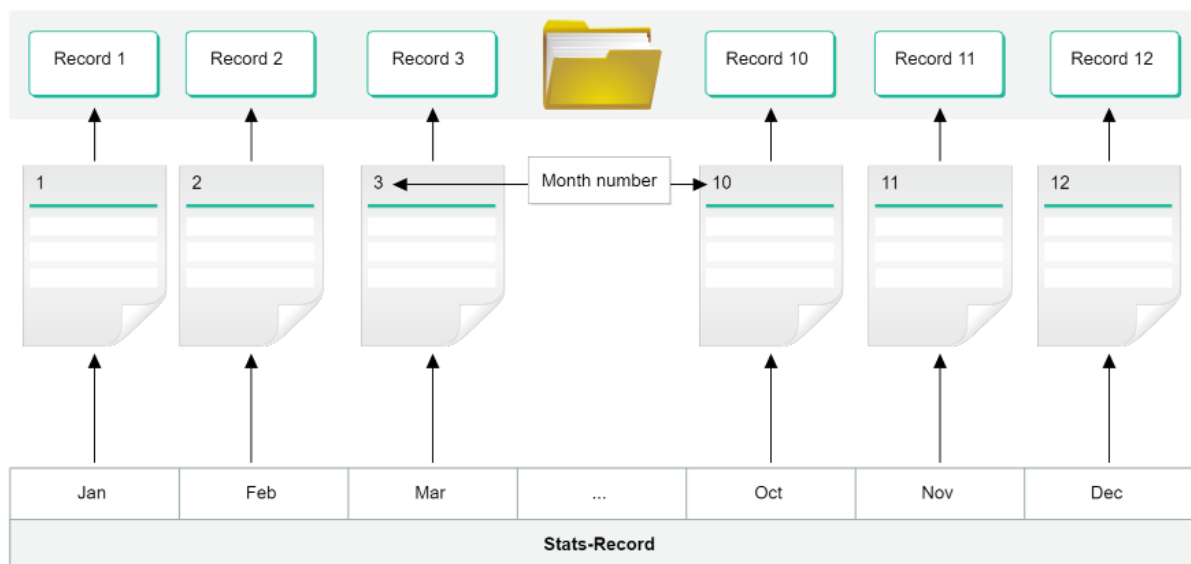 Record 1
Record 2
Record 3
Record 10
Record 11
Record 12
1
2
3
Month number
10
11
12
Jan
Feb
Mar
...
Oct
Nov
Dec
Stats-Record